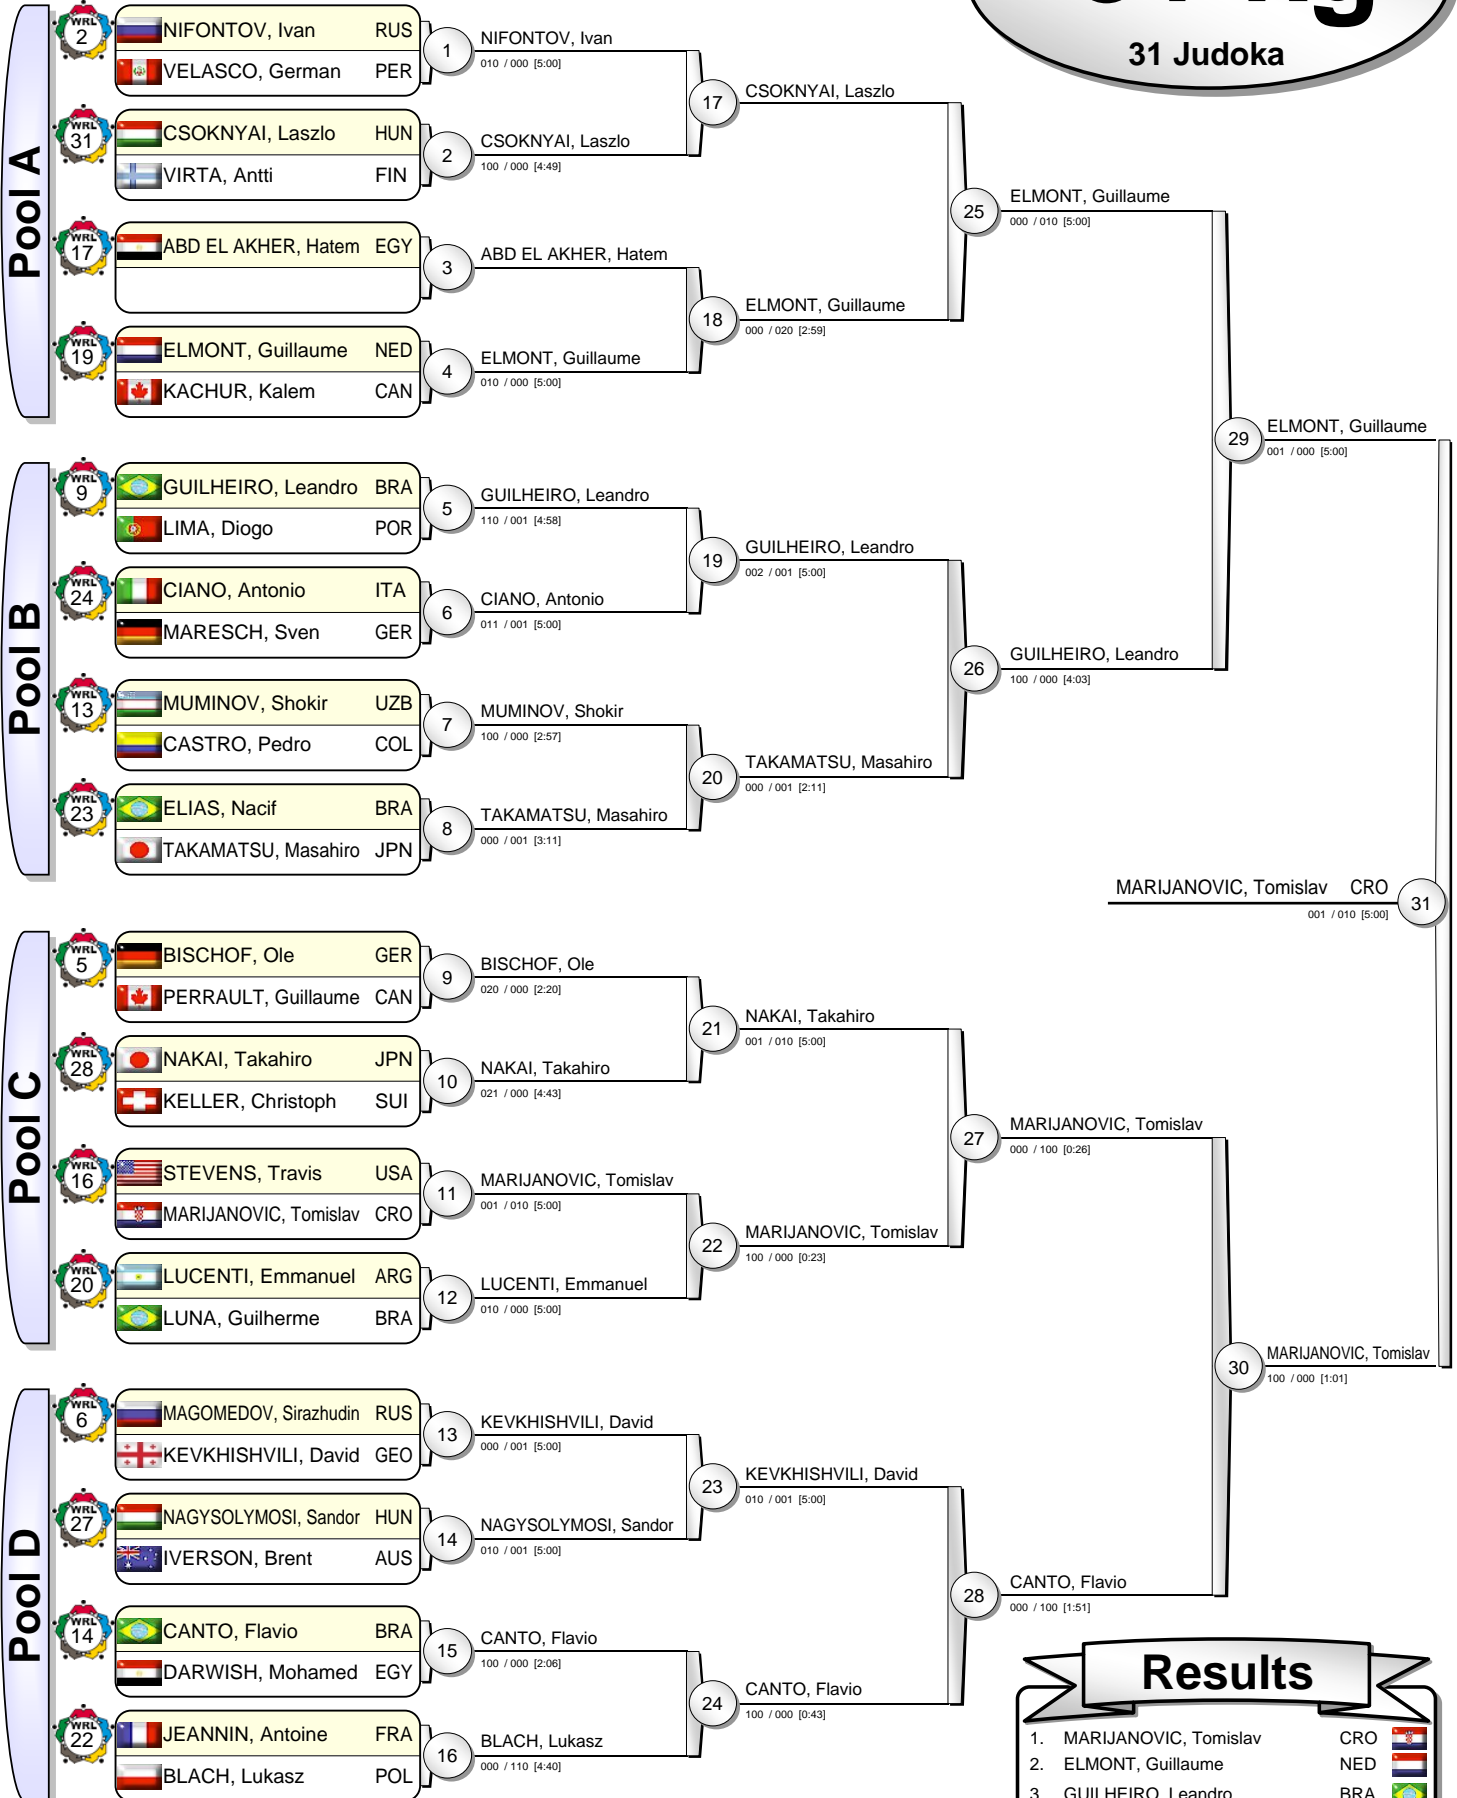 31 Judoka
Pool A
WRL 2
NIFONTOV, Ivan RUS
VELASCO, German PER
1
NIFONTOV, Ivan
010 / 000 [5:00]
WRL 31
CSOKNYAI, Laszlo HUN
VIRTA, Antti FIN
2
CSOKNYAI, Laszlo
100 / 000 [4:49]
17
CSOKNYAI, Laszlo
WRL 17
ABD EL AKHER, Hatem EGY
3
ABD EL AKHER, Hatem
WRL 19
ELMONT, Guillaume NED
KACHUR, Kalem CAN
4
ELMONT, Guillaume
010 / 000 [5:00]
18
ELMONT, Guillaume
000 / 020 [2:59]
25
ELMONT, Guillaume
000 / 010 [5:00]
Pool B
WRL 9
GUILHEIRO, Leandro BRA
LIMA, Diogo POR
5
GUILHEIRO, Leandro
110 / 001 [4:58]
WRL 24
CIANO, Antonio ITA
MARESCH, Sven GER
6
CIANO, Antonio
011 / 001 [5:00]
19
GUILHEIRO, Leandro
002 / 001 [5:00]
WRL 13
MUMINOV, Shokir UZB
CASTRO, Pedro COL
7
MUMINOV, Shokir
100 / 000 [2:57]
WRL 23
ELIAS, Nacif BRA
TAKAMATSU, Masahiro JPN
8
TAKAMATSU, Masahiro
000 / 001 [3:11]
20
TAKAMATSU, Masahiro
000 / 001 [2:11]
26
GUILHEIRO, Leandro
100 / 000 [4:03]
29
ELMONT, Guillaume
001 / 000 [5:00]
MARIJANOVIC, Tomislav CRO
001 / 010 [5:00]
31
Pool C
WRL 5
BISCHOF, Ole GER
PERRAULT, Guillaume CAN
9
BISCHOF, Ole
020 / 000 [2:20]
WRL 28
NAKAI, Takahiro JPN
KELLER, Christoph SUI
10
NAKAI, Takahiro
021 / 000 [4:43]
21
NAKAI, Takahiro
001 / 010 [5:00]
WRL 16
STEVENS, Travis USA
MARIJANOVIC, Tomislav CRO
11
MARIJANOVIC, Tomislav
001 / 010 [5:00]
WRL 20
LUCENTI, Emmanuel ARG
LUNA, Guilherme BRA
12
LUCENTI, Emmanuel
010 / 000 [5:00]
22
MARIJANOVIC, Tomislav
100 / 000 [0:23]
27
MARIJANOVIC, Tomislav
000 / 100 [0:26]
Pool D
WRL 6
MAGOMEDOV, Sirazhudin RUS
KEVKHISHVILI, David GEO
13
KEVKHISHVILI, David
000 / 001 [5:00]
WRL 27
NAGYSOLYMOSI, Sandor HUN
IVERSON, Brent AUS
14
NAGYSOLYMOSI, Sandor
010 / 001 [5:00]
23
KEVKHISHVILI, David
010 / 001 [5:00]
WRL 14
CANTO, Flavio BRA
DARWISH, Mohamed EGY
15
CANTO, Flavio
100 / 000 [2:06]
WRL 22
JEANNIN, Antoine FRA
BLACH, Lukasz POL
16
BLACH, Lukasz
000 / 110 [4:40]
24
CANTO, Flavio
100 / 000 [0:43]
28
CANTO, Flavio
000 / 100 [1:51]
30
MARIJANOVIC, Tomislav
100 / 000 [1:01]
Results
1. MARIJANOVIC, Tomislav CRO
2. ELMONT, Guillaume NED
3. GUILHEIRO, Leandro BRA